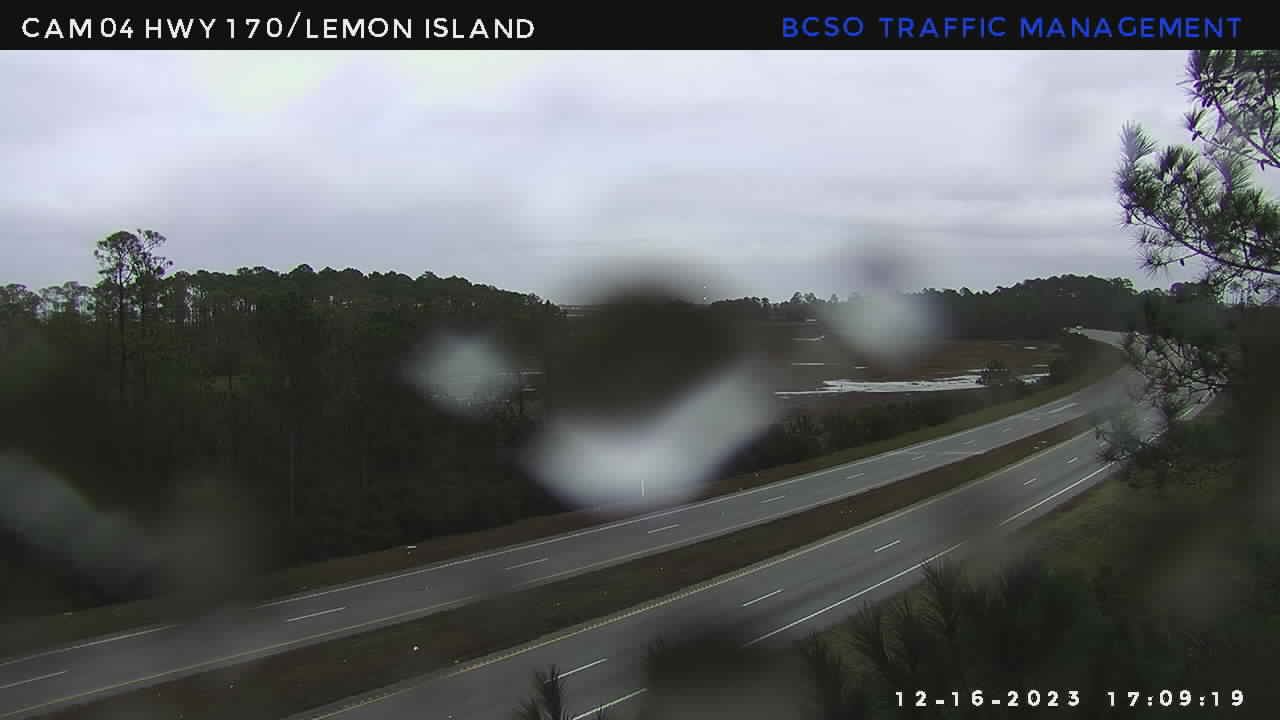 CAM04 HWY170/LEMON ISLAND
BCSO TRAFFIC MANAGEMENT
12-16-2023 17:09:19